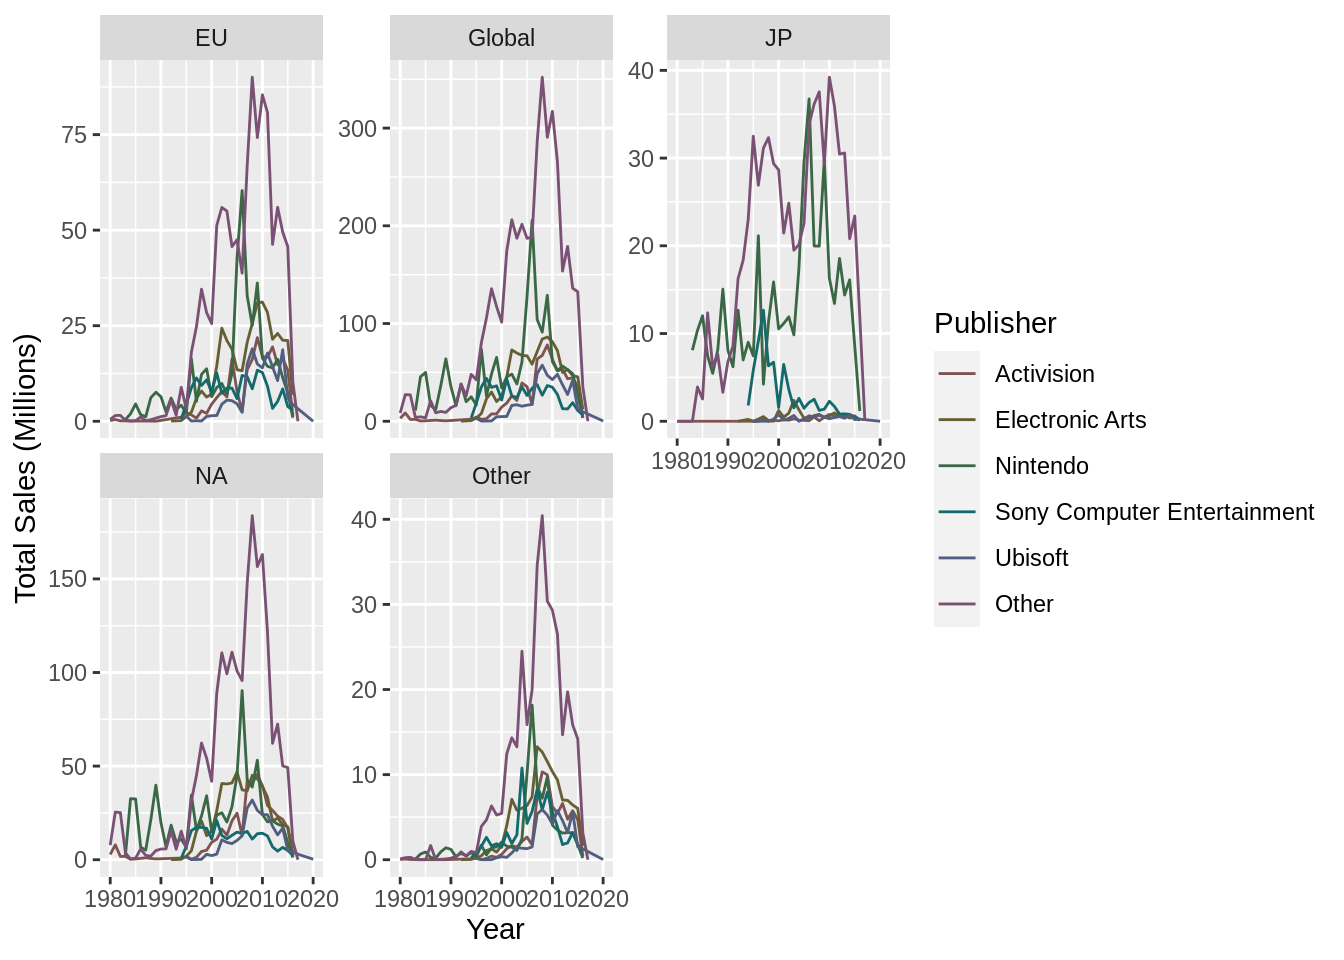 EU
Global
JP
0
25
50
75
0
100
200
300
0
10
20
30
40
1980 1990 2000 2010 2020
NA
Other
0
50
100
150
0
10
20
30
40
1980 1990 2000 2010 2020
1980 1990 2000 2010 2020
Year
Total Sales (Millions)
Publisher
Activision
Electronic Arts
Nintendo
Sony Computer Entertainment
Ubisoft
Other